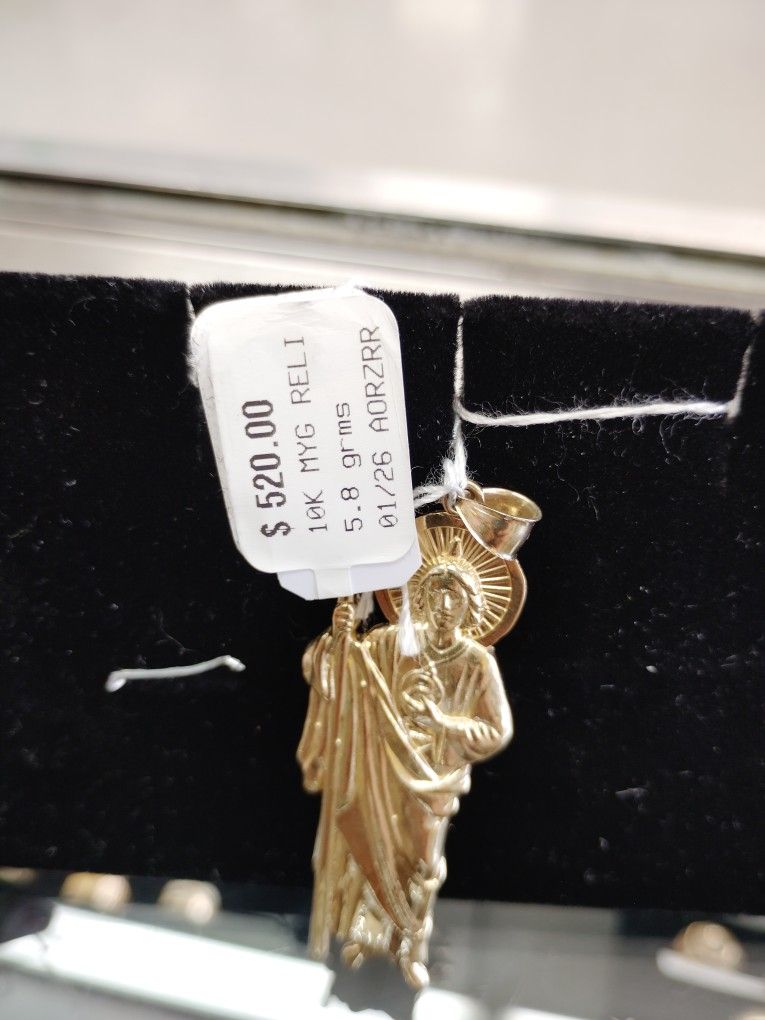 $ 520.00
10K MYG RELI
5.8 grms
01/26 AORZRR